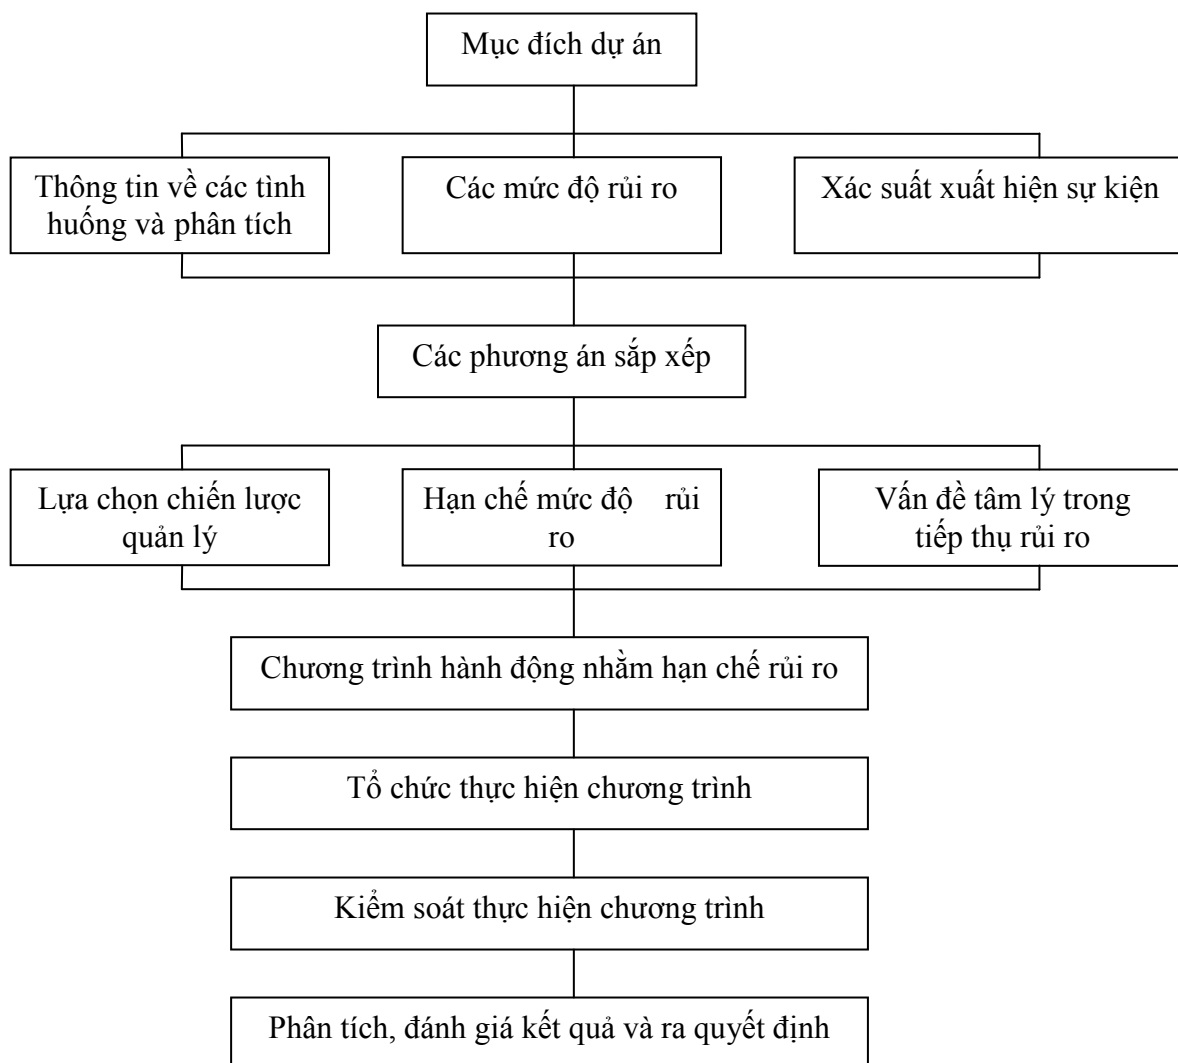 Mục đích dự án
Thông tin về các tình
huống và phân tích
Các mức độ rủi ro
Xác suất xuất hiện sự kiện
Các phương án sắp xếp
Lựa chọn chiến lược
quản lý
Hạn chế mức độ rủi
ro
Vấn đề tâm lý trong
tiếp thụ rủi ro
Chương trình hành động nhằm hạn chế rủi ro
Tổ chức thực hiện chương trình
Kiểm soát thực hiện chương trình
Phân tích, đánh giá kết quả và ra quyết định